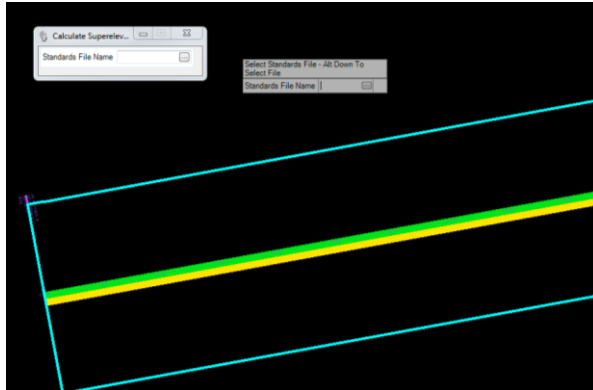 Calculate Superelev...
Standards File Name
Select Standards File - Alt Down To
Select File
Standards File Name